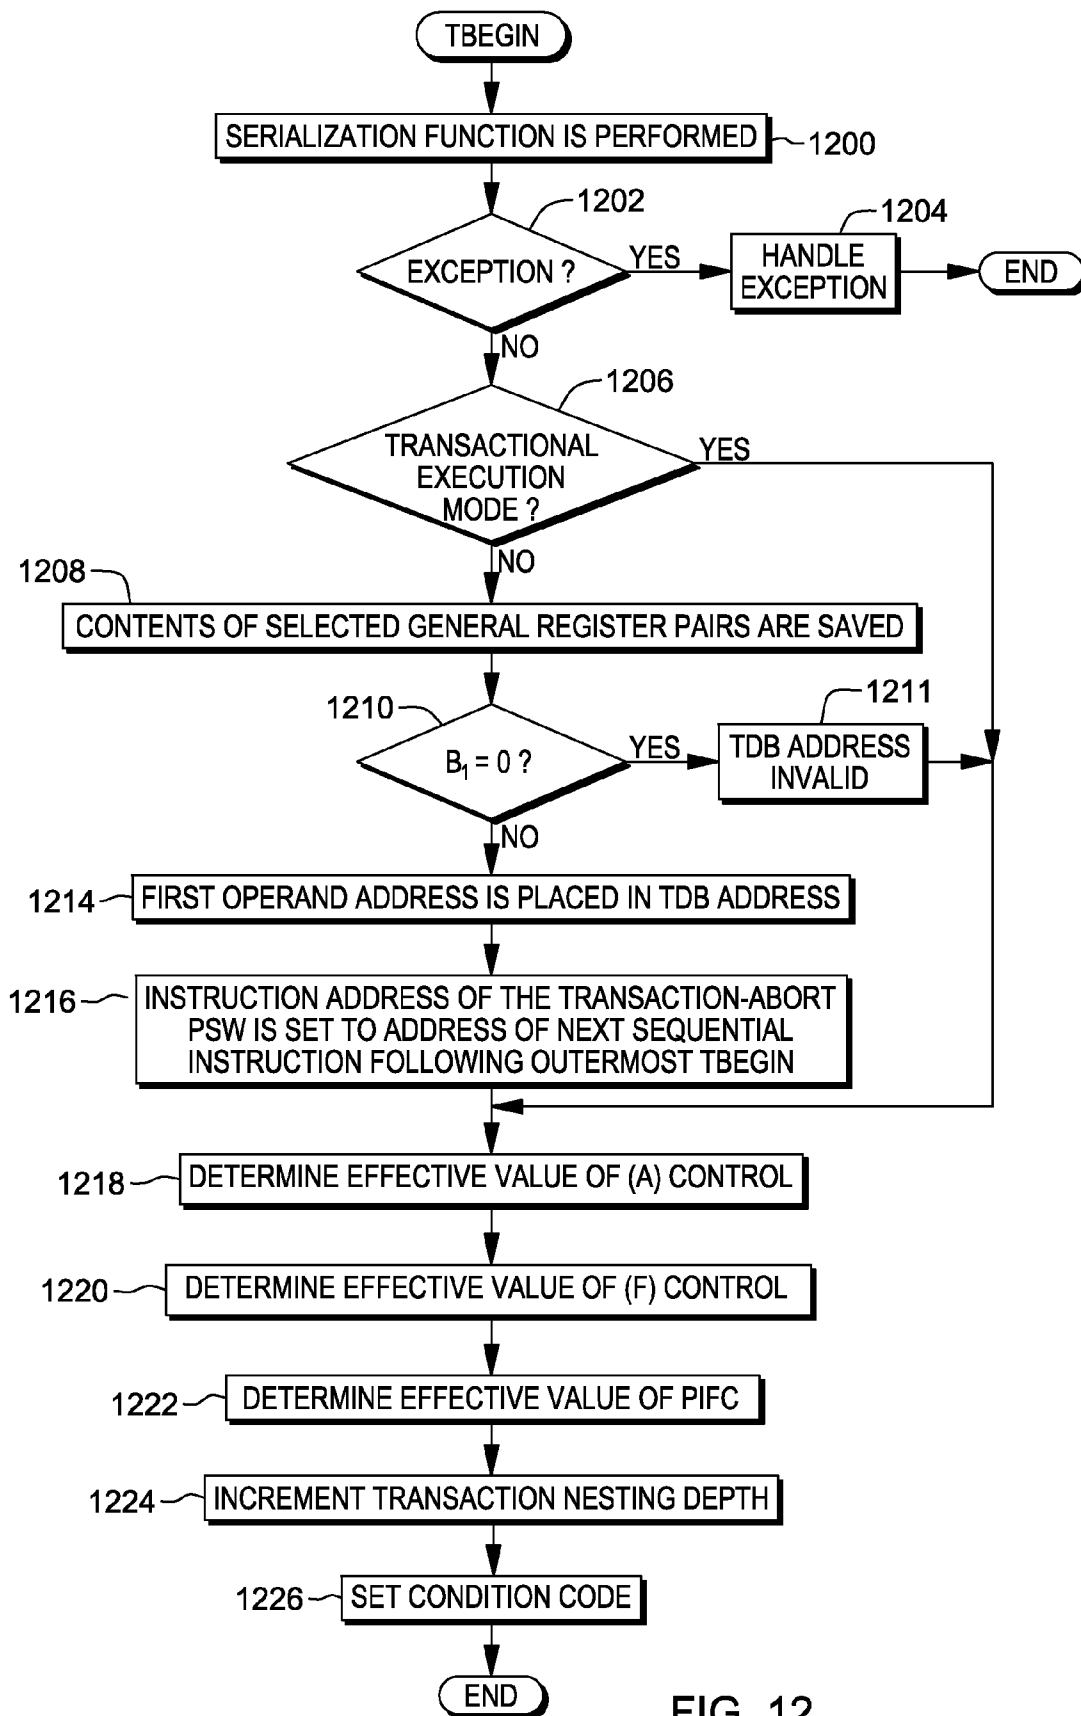 TBEGIN
SERIALIZATION FUNCTION IS PERFORMED
1200
1202
EXCEPTION ?
YES
1204
HANDLE
EXCEPTION
END
NO
1206
TRANSACTIONAL
EXECUTION
MODE ?
YES
NO
1208
CONTENTS OF SELECTED GENERAL REGISTER PAIRS ARE SAVED
1210
B₁ = 0 ?
YES
1211
TDB ADDRESS
INVALID
NO
1214
FIRST OPERAND ADDRESS IS PLACED IN TDB ADDRESS
1216
INSTRUCTION ADDRESS OF THE TRANSACTION-ABORT
PSW IS SET TO ADDRESS OF NEXT SEQUENTIAL
INSTRUCTION FOLLOWING OUTERMOST TBEGIN
1218
DETERMINE EFFECTIVE VALUE OF (A) CONTROL
1220
DETERMINE EFFECTIVE VALUE OF (F) CONTROL
1222
DETERMINE EFFECTIVE VALUE OF PIFC
1224
INCREMENT TRANSACTION NESTING DEPTH
1226
SET CONDITION CODE
END
FIG. 12